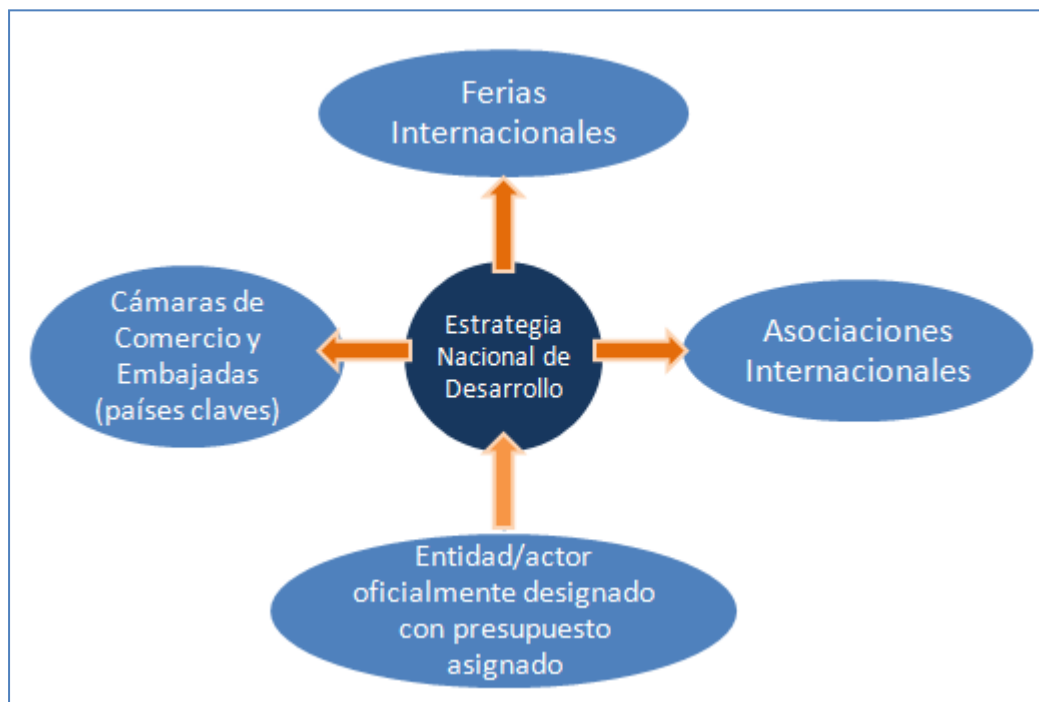 Ferias
Internacionales
Cámaras de
Comercio y
Embajadas
(países claves)
Estrategia
Nacional de
Desarrollo
Asociaciones
Internacionales
Entidad/actor
oficialmente designado
con presupuesto
asignado